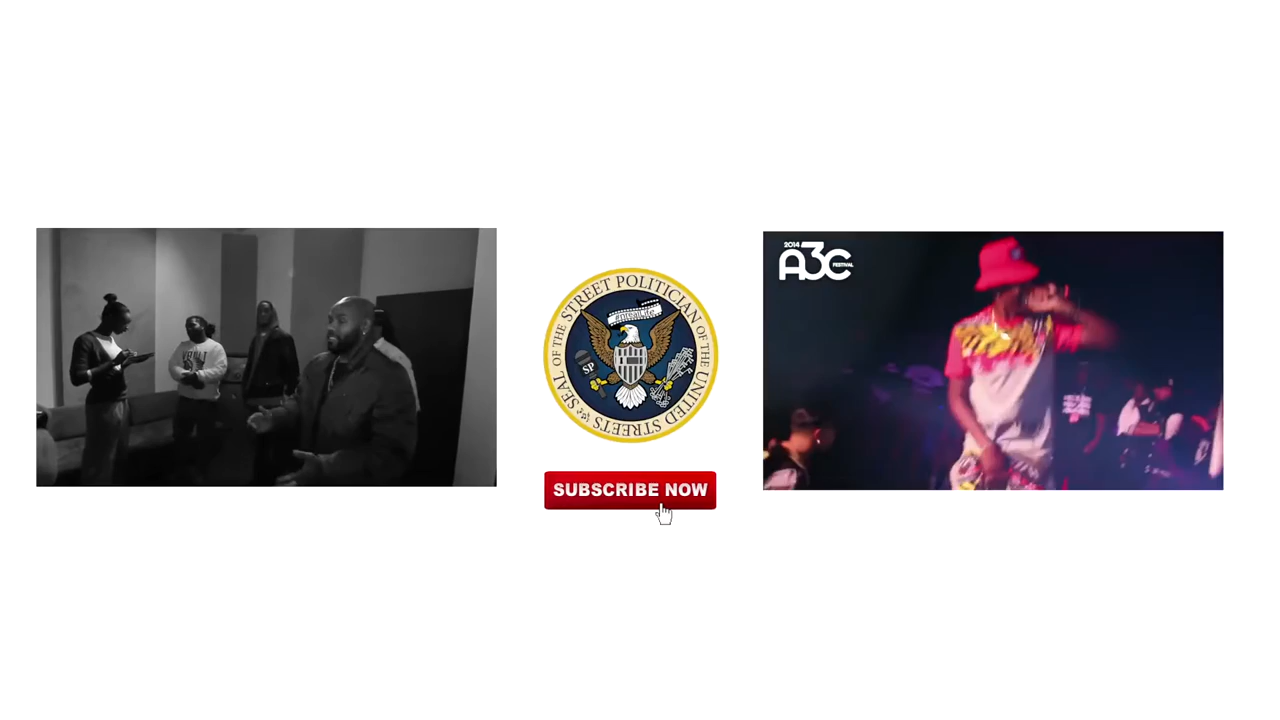 2014
A3C
FESTIVAL
SEAL OF THE STREET POLITICIAN OF THE UNITED STREETS
SP
SUBSCRIBE NOW